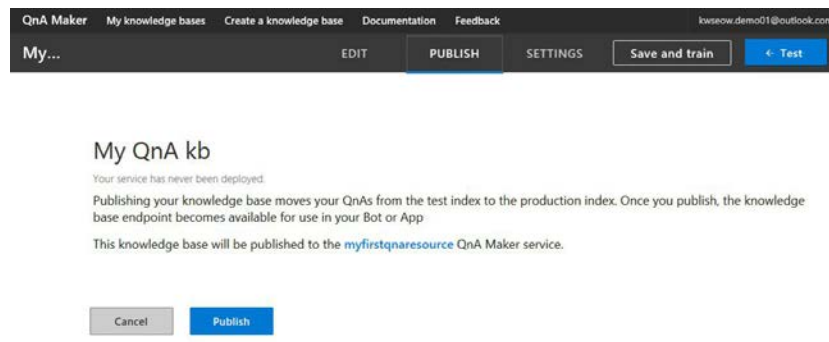 QnA Maker My knowledge bases Create a knowledge base Documentation Feedback kwseow.demo01@outlook.com
My... EDIT PUBLISH SETTINGS Save and train ← Test
My QnA kb
Your service has never been deployed.
Publishing your knowledge base moves your QnAs from the test index to the production index. Once you publish, the knowledge
base endpoint becomes available for use in your Bot or App
This knowledge base will be published to the myfirstqnaresource QnA Maker service.
Cancel Publish